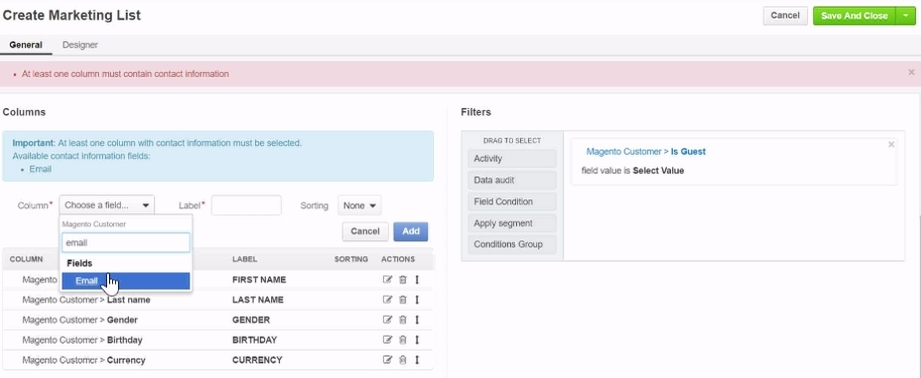 Create Marketing List
Cancel
Save And Close
General
Designer
At least one column must contain contact information
×
Columns
Important: At least one column with contact information must be selected.
Available contact information fields:
• Email
Column*
Choose a field...
Label*
Sorting
None
Magento Customer
email
Fields
Email
Cancel
Add
COLUMN
LABEL
SORTING
ACTIONS
Magento
FIRST NAME
Magento Customer > Last name
LAST NAME
Magento Customer > Gender
GENDER
Magento Customer > Birthday
BIRTHDAY
Magento Customer > Currency
CURRENCY
Filters
DRAG TO SELECT
Activity
Data audit
Field Condition
Apply segment
Conditions Group
Magento Customer > Is Guest
×
field value is Select Value